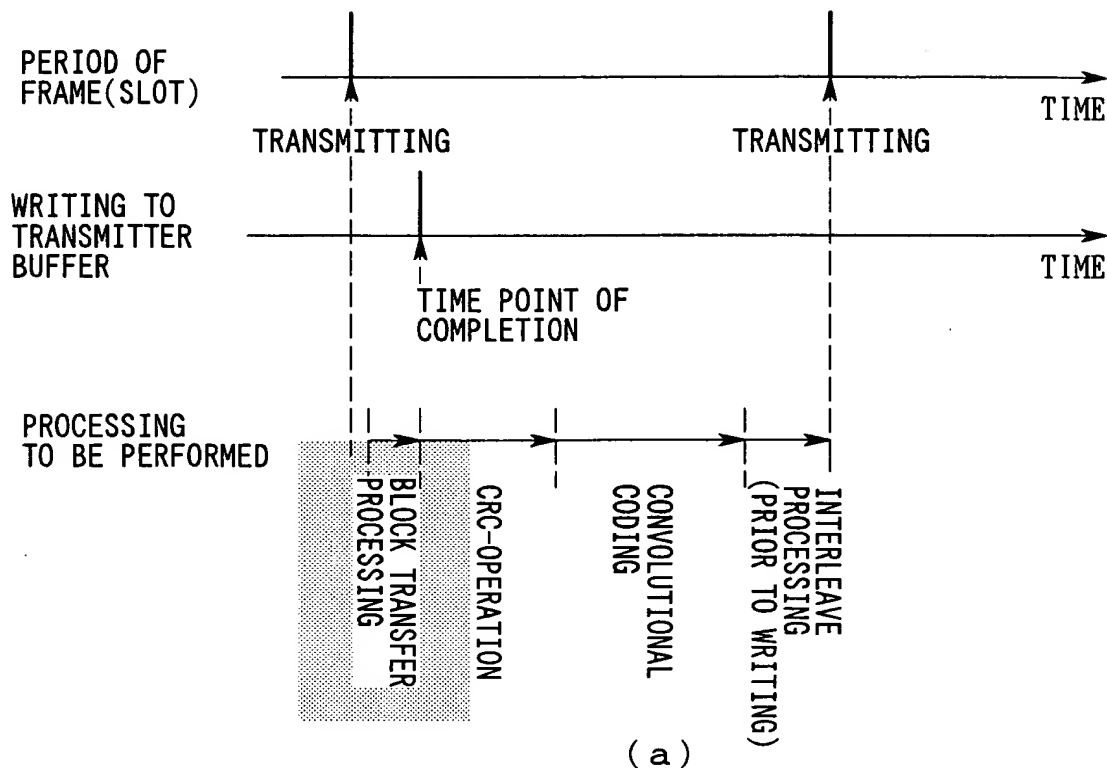 PERIOD OF
FRAME(SLOT)
TIME
TRANSMITTING
TRANSMITTING
WRITING TO
TRANSMITTER
BUFFER
TIME
TIME POINT OF
COMPLETION
PROCESSING
TO BE PERFORMED
BLOCK TRANSFER
PROCESSING
CRC-OPERATION
CONVOLUTIONAL
CODING
INTERLEAVE
PROCESSING
(PRIOR TO WRITING)
(a)